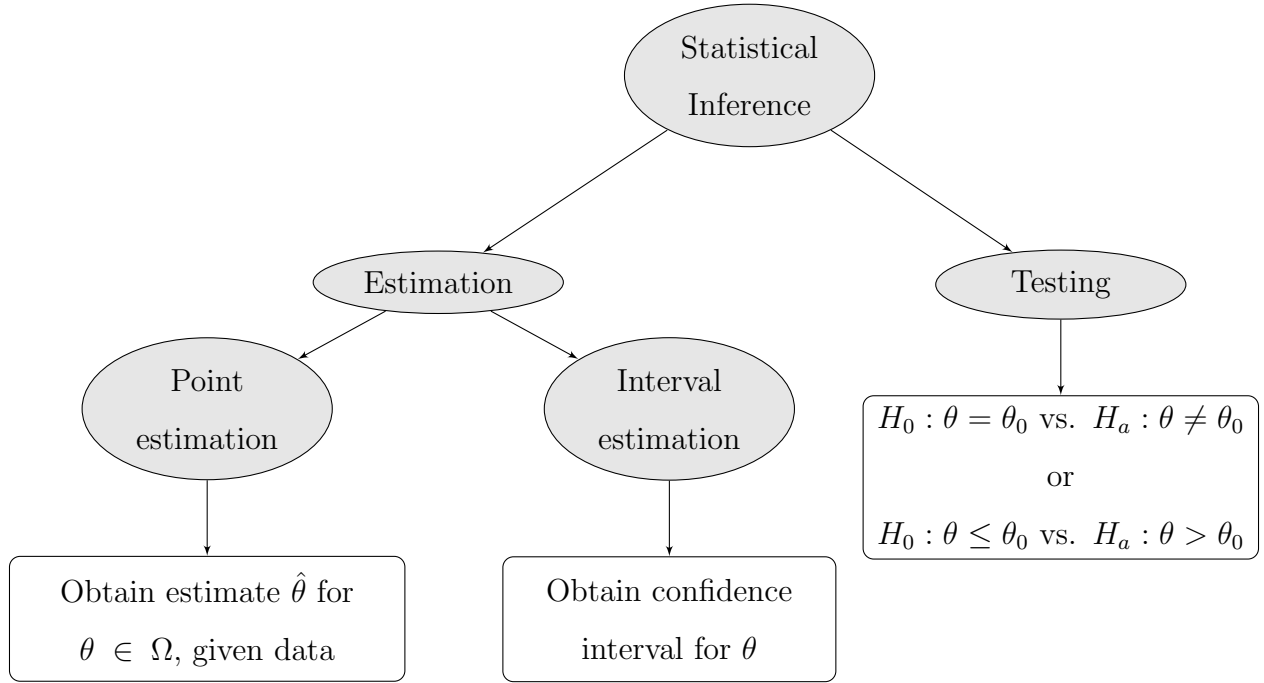 Statistical
Inference
Estimation
Testing
Point
estimation
Interval
estimation
H₀ : θ = θ₀ vs. Hₐ : θ ≠ θ₀
or
H₀ : θ ≤ θ₀ vs. Hₐ : θ > θ₀
Obtain estimate θ̂ for
θ ∈ Ω, given data
Obtain confidence
interval for θ